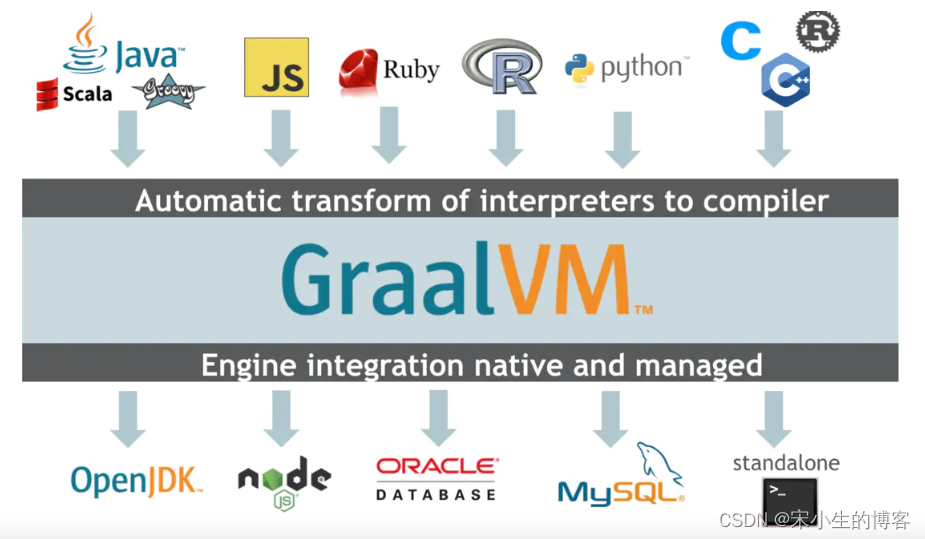 Java™
Scala
Groovy
JS
Ruby
R
python™
C
R
C++
Automatic transform of interpreters to compiler
GraalVM™
Engine integration native and managed
OpenJDK™
node
JS
ORACLE®
DATABASE
MySQL®
standalone
>_
CSDN @宋小生的博客